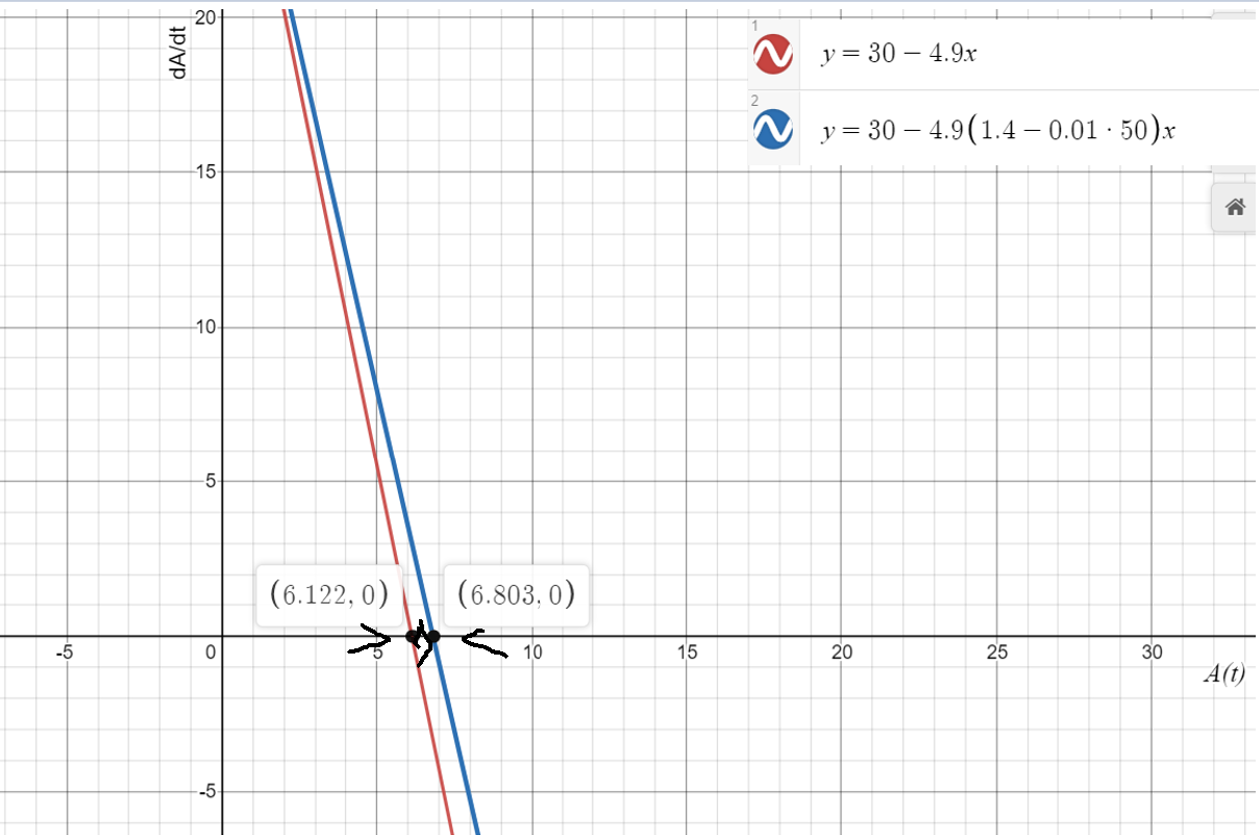 dA/dt
20
1
y = 30 − 4.9x
2
y = 30 − 4.9(1.4 − 0.01 · 50)x
15
10
5
(6.122, 0)
(6.803, 0)
-5 0 5 10 15 20 25 30
A(t)
-5